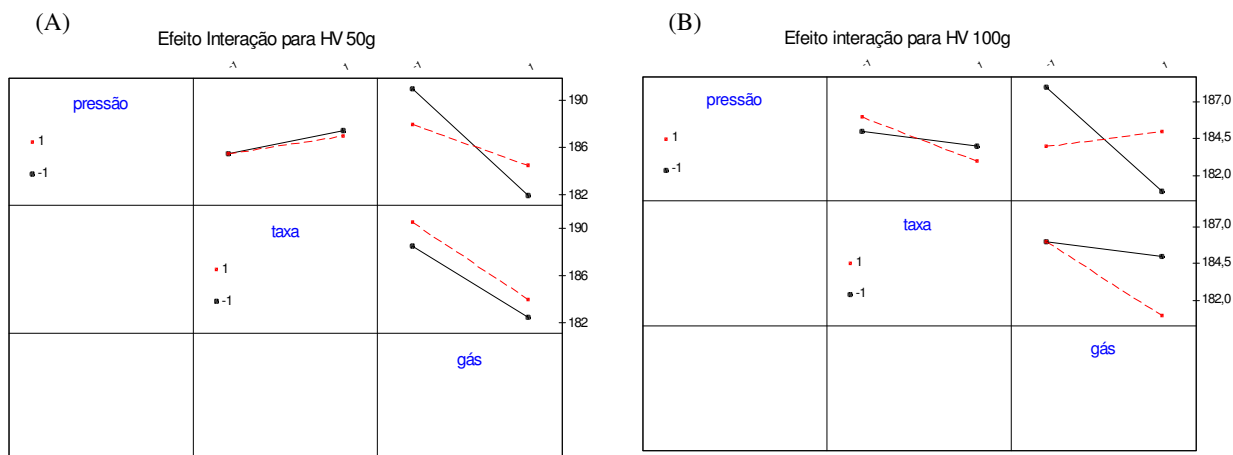 (A)
Efeito Interação para HV 50g
-1 1 -1 1
pressão
1
-1
190
186
182
taxa
1
-1
190
186
182
gás
(B)
Efeito interação para HV 100g
-1 1 -1 1
pressão
1
-1
187,0
184,5
182,0
taxa
1
-1
187,0
184,5
182,0
gás